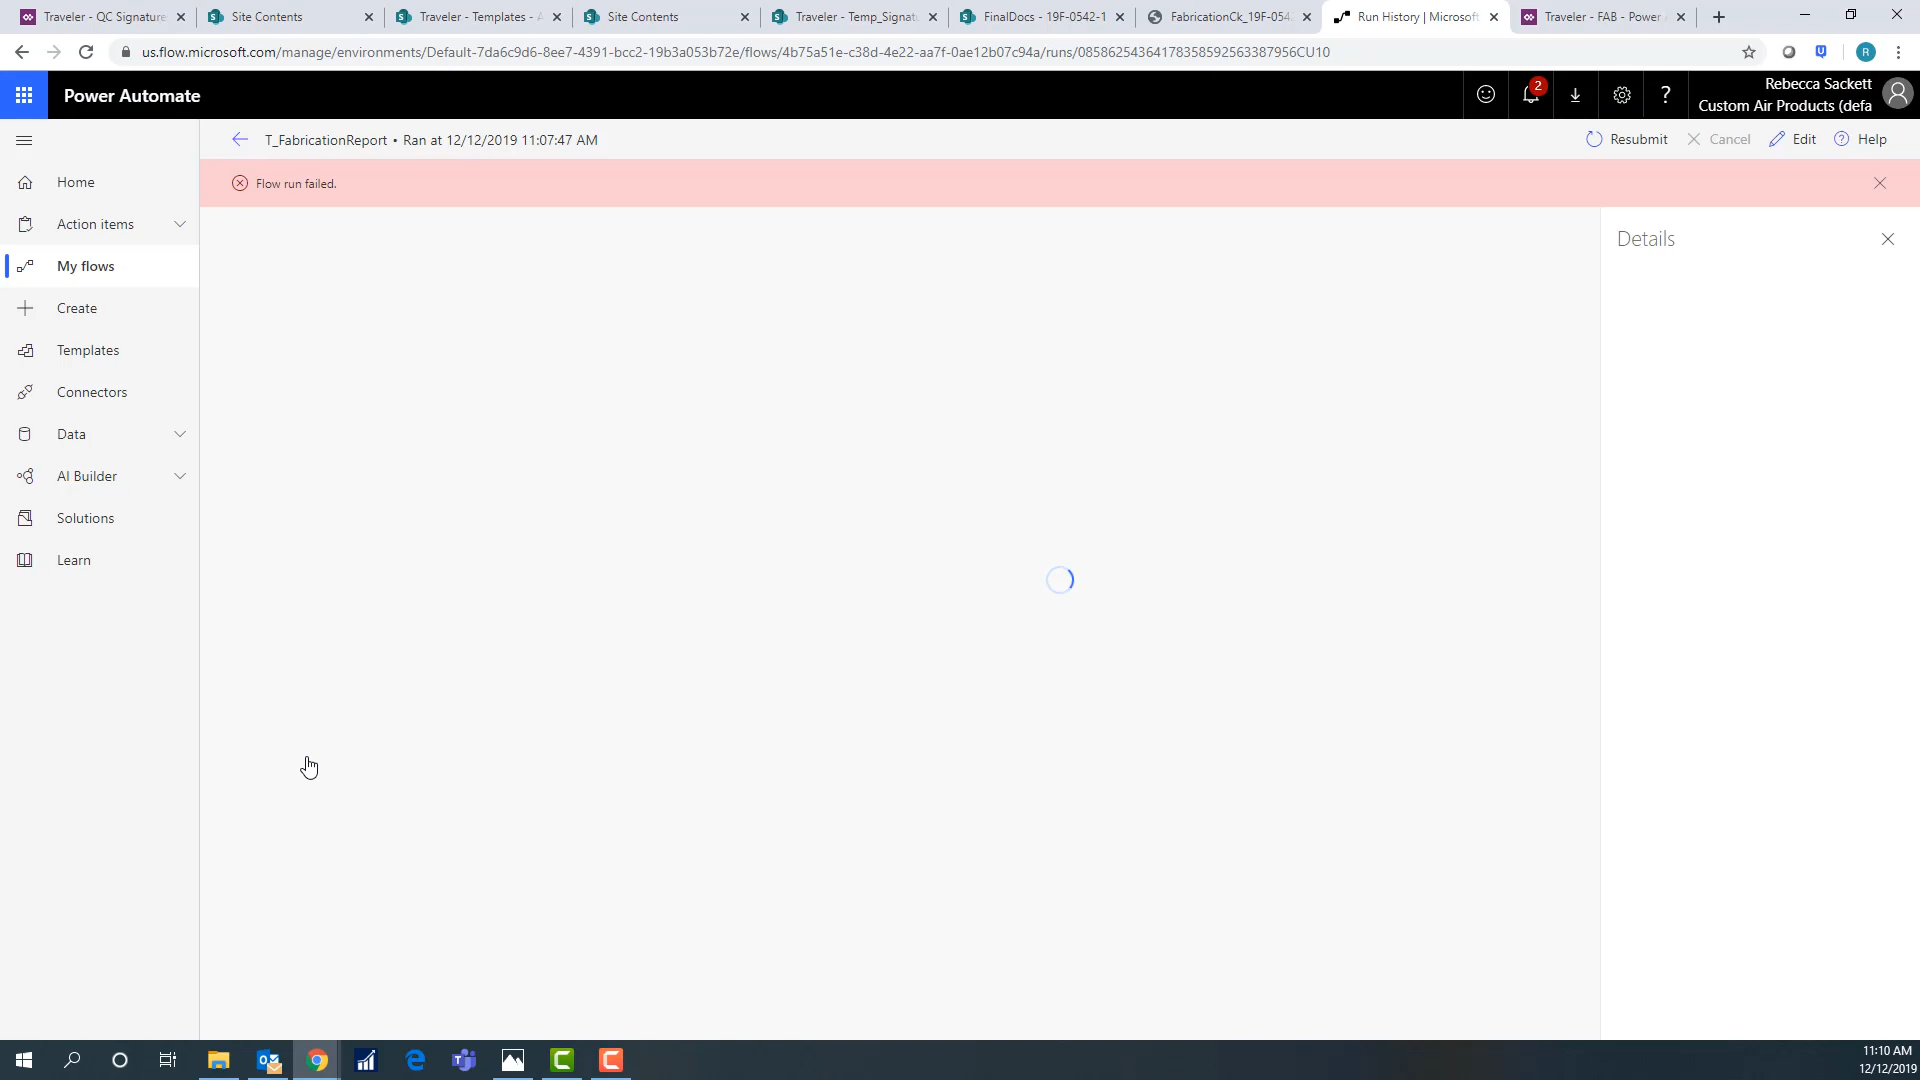 Traveler - QC Signature
Site Contents
Traveler - Templates - A
Site Contents
Traveler - Temp_Signatu
FinalDocs - 19F-0542-1
FabricationCk_19F-054
Run History | Microsoft
Traveler - FAB - Power A
us.flow.microsoft.com/manage/environments/Default-7da6c9d6-8ee7-4391-bcc2-19b3a053b72e/flows/4b75a51e-c38d-4e22-aa7f-0ae12b07c94a/runs/08586254364178358592563387956CU10
R
Power Automate
2
Rebecca Sackett
Custom Air Products (defa
T_FabricationReport • Ran at 12/12/2019 11:07:47 AM
Resubmit
Cancel
Edit
Help
Flow run failed.
Home
Action items
My flows
Create
Templates
Connectors
Data
AI Builder
Solutions
Learn
Details
11:10 AM
12/12/2019